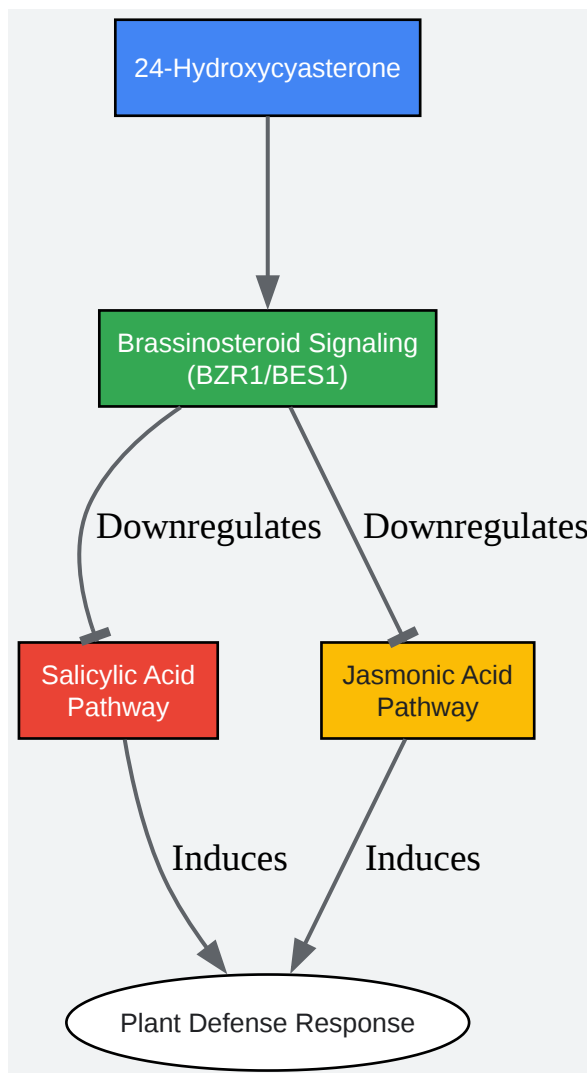 24-Hydroxycyasterone
Brassinosteroid Signaling
(BZR1/BES1)
Downregulates
Downregulates
Salicylic Acid
Pathway
Jasmonic Acid
Pathway
Induces
Induces
Plant Defense Response